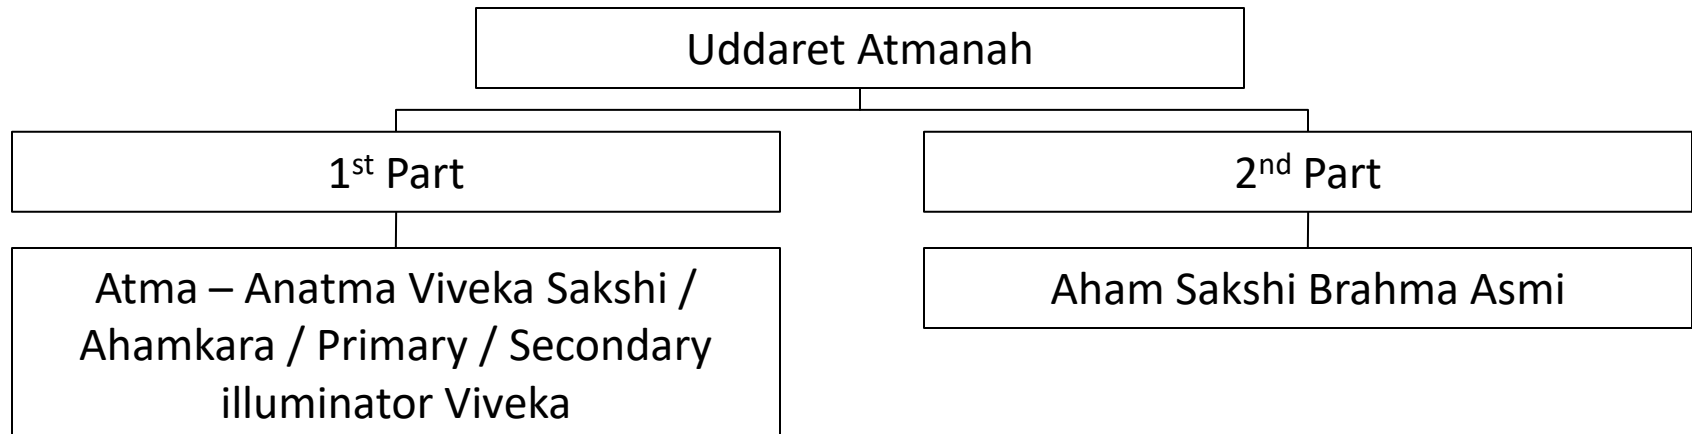 Uddaret Atmanah
1st Part
2nd Part
Atma – Anatma Viveka Sakshi /
Ahamkara / Primary / Secondary
illuminator Viveka
Aham Sakshi Brahma Asmi